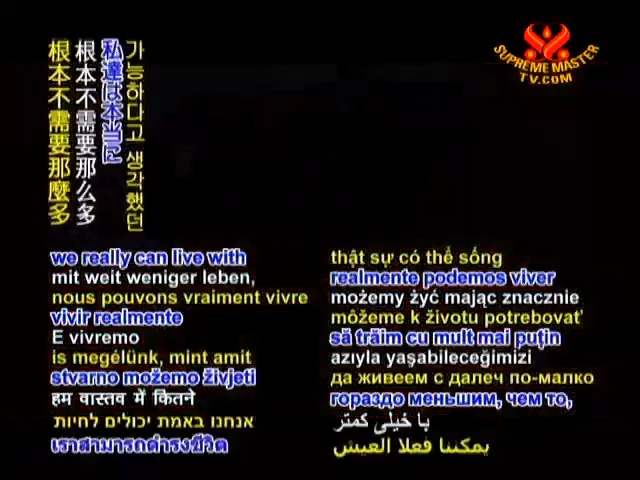 SUPREME MASTER
TV.COM
가능하다고 생각했던
私達は本当に
根本不需要那么多
根本不需要那麼多
we really can live with
mit weit weniger leben,
nous pouvons vraiment vivre
vivir realmente
E vivremo
is megélünk, mint amit
stvarno možemo živjeti
हम वास्तव में कितने
אנחנו באמת יכולים לחיות
เราสามารถดำรงชีวิต
thật sự có thể sống
realmente podemos viver
możemy żyć mając znacznie
môžeme k životu potrebovať
să trăim cu mult mai puțin
azıyla yaşabileceğimizi
да живеем с далеч по-малко
гораздо меньшим, чем то,
با خیلی کمتر
يمكننا فعلا العيش